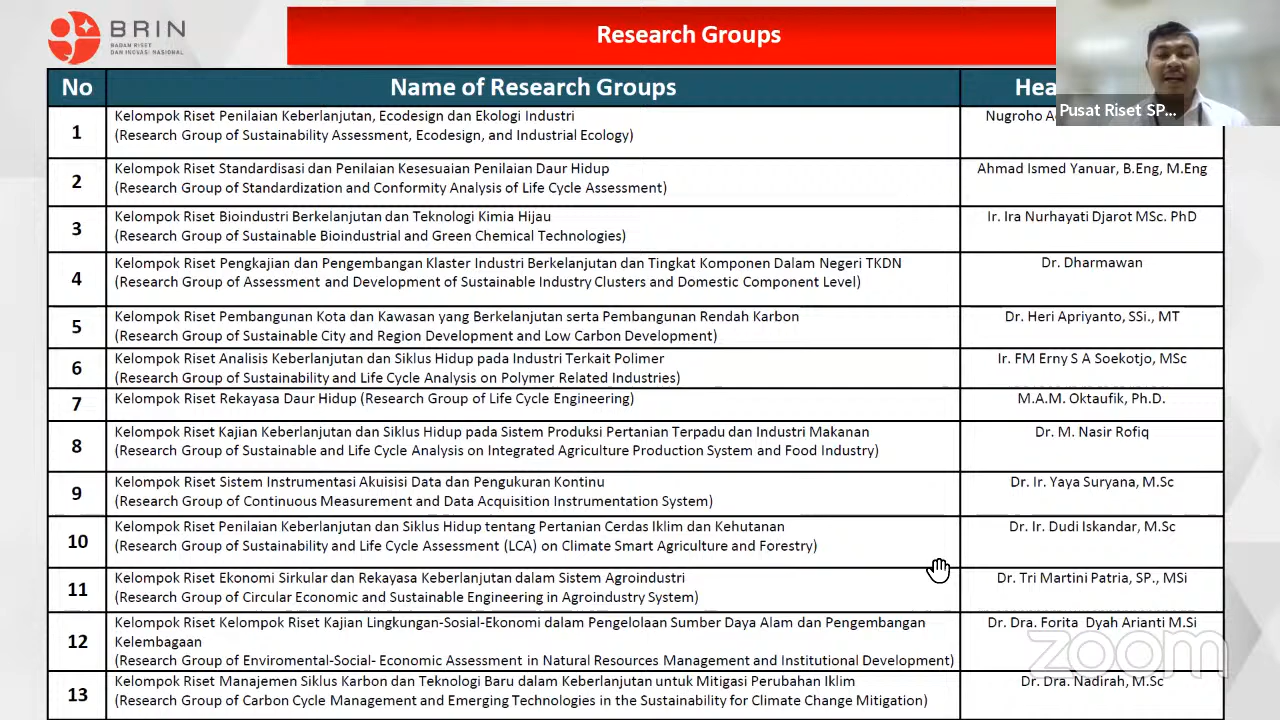 BRIN
BADAN RISET
DAN INOVASI NASIONAL
Research Groups
Pusat Riset SP...
No
Name of Research Groups
Hea
1
Kelompok Riset Penilaian Keberlanjutan, Ecodesign dan Ekologi Industri
(Research Group of Sustainability Assessment, Ecodesign, and Industrial Ecology)
Nugroho A
2
Kelompok Riset Standardisasi dan Penilaian Kesesuaian Penilaian Daur Hidup
(Research Group of Standardization and Conformity Analysis of Life Cycle Assessment)
Ahmad Ismed Yanuar, B.Eng, M.Eng
3
Kelompok Riset Bioindustri Berkelanjutan dan Teknologi Kimia Hijau
(Research Group of Sustainable Bioindustrial and Green Chemical Technologies)
Ir. Ira Nurhayati Djarot MSc. PhD
4
Kelompok Riset Pengkajian dan Pengembangan Klaster Industri Berkelanjutan dan Tingkat Komponen Dalam Negeri TKDN
(Research Group of Assessment and Development of Sustainable Industry Clusters and Domestic Component Level)
Dr. Dharmawan
5
Kelompok Riset Pembangunan Kota dan Kawasan yang Berkelanjutan serta Pembangunan Rendah Karbon
(Research Group of Sustainable City and Region Development and Low Carbon Development)
Dr. Heri Apriyanto, SSi., MT
6
Kelompok Riset Analisis Keberlanjutan dan Siklus Hidup pada Industri Terkait Polimer
(Research Group of Sustainability and Life Cycle Analysis on Polymer Related Industries)
Ir. FM Erny S A Soekotjo, MSc
7
Kelompok Riset Rekayasa Daur Hidup (Research Group of Life Cycle Engineering)
M.A.M. Oktaufik, Ph.D.
8
Kelompok Riset Kajian Keberlanjutan dan Siklus Hidup pada Sistem Produksi Pertanian Terpadu dan Industri Makanan
(Research Group of Sustainable and Life Cycle Analysis on Integrated Agriculture Production System and Food Industry)
Dr. M. Nasir Rofiq
9
Kelompok Riset Sistem Instrumentasi Akuisisi Data dan Pengukuran Kontinu
(Research Group of Continuous Measurement and Data Acquisition Instrumentation System)
Dr. Ir. Yaya Suryana, M.Sc
10
Kelompok Riset Penilaian Keberlanjutan dan Siklus Hidup tentang Pertanian Cerdas Iklim dan Kehutanan
(Research Group of Sustainability and Life Cycle Assessment (LCA) on Climate Smart Agriculture and Forestry)
Dr. Ir. Dudi Iskandar, M.Sc
11
Kelompok Riset Ekonomi Sirkular dan Rekayasa Keberlanjutan dalam Sistem Agroindustri
(Research Group of Circular Economic and Sustainable Engineering in Agroindustry System)
Dr. Tri Martini Patria, SP., MSi
12
Kelompok Riset Kelompok Riset Kajian Lingkungan-Sosial-Ekonomi dalam Pengelolaan Sumber Daya Alam dan Pengembangan
Kelembagaan
(Research Group of Enviromental-Social- Economic Assessment in Natural Resources Management and Institutional Development)
Dr. Dra. Forita Dyah Arianti M.Si
13
Kelompok Riset Manajemen Siklus Karbon dan Teknologi Baru dalam Keberlanjutan untuk Mitigasi Perubahan Iklim
(Research Group of Carbon Cycle Management and Emerging Technologies in the Sustainability for Climate Change Mitigation)
Dr. Dra. Nadirah, M.Sc
zoom